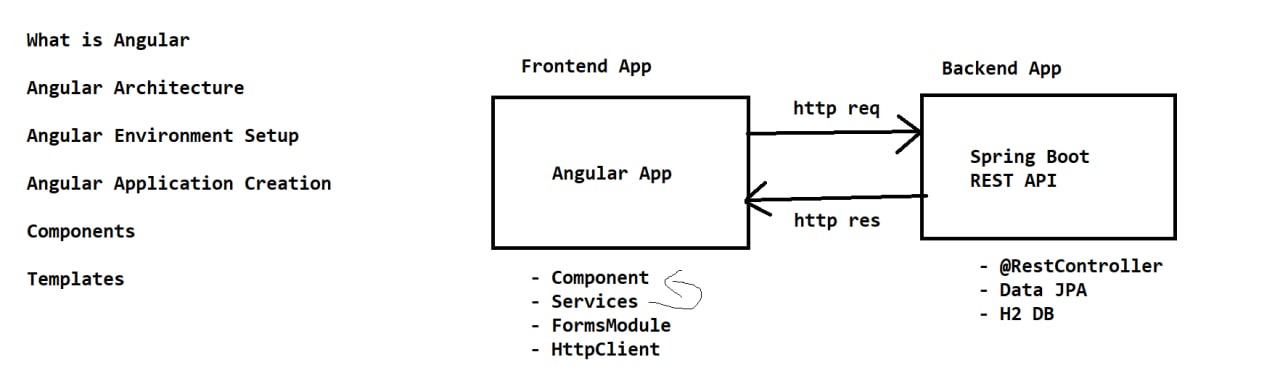 What is Angular
Angular Architecture
Angular Environment Setup
Angular Application Creation
Components
Templates
Frontend App
Angular App
- Component
- Services
- FormsModule
- HttpClient
http req
http res
Backend App
Spring Boot
REST API
- @RestController
- Data JPA
- H2 DB